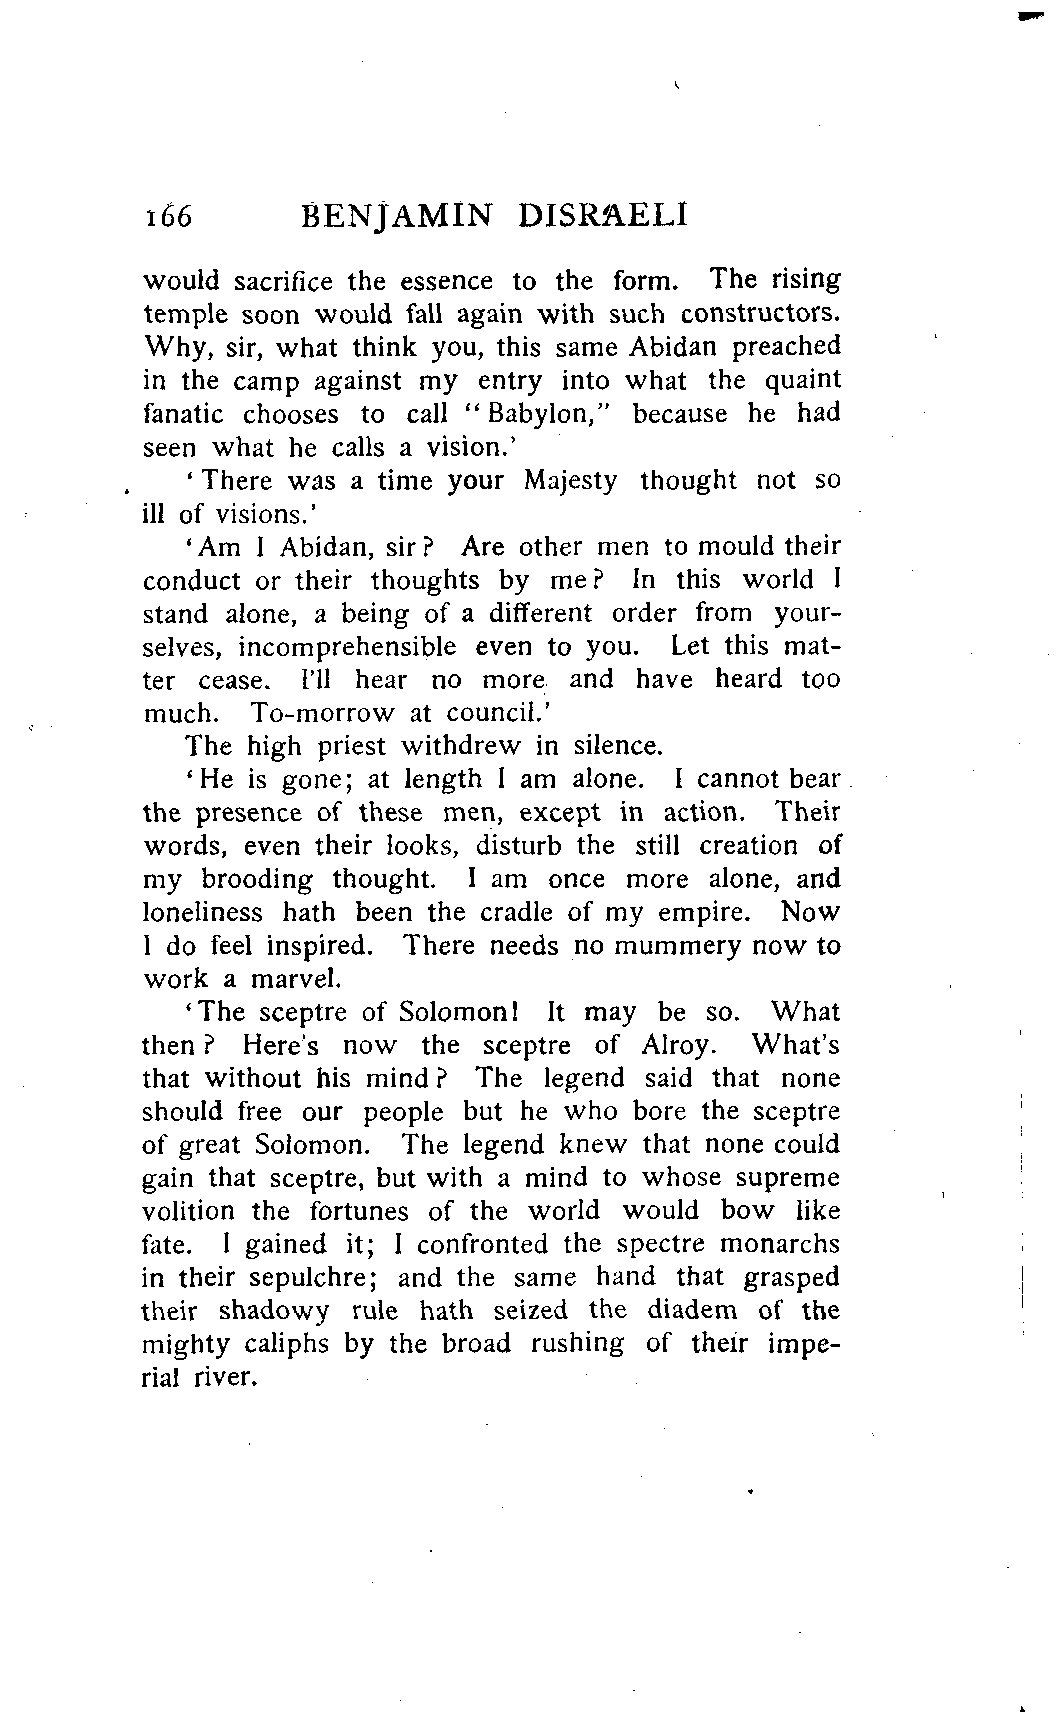 166 BENJAMIN DISRAELI
would sacrifice the essence to the form. The rising
temple soon would fall again with such constructors.
Why, sir, what think you, this same Abidan preached
in the camp against my entry into what the quaint
fanatic chooses to call “Babylon,” because he had
seen what he calls a vision.’
‘There was a time your Majesty thought not so
ill of visions.’
‘Am I Abidan, sir? Are other men to mould their
conduct or their thoughts by me? In this world I
stand alone, a being of a different order from your-
selves, incomprehensible even to you. Let this mat-
ter cease. I’ll hear no more and have heard too
much. To-morrow at council.’
The high priest withdrew in silence.
‘He is gone; at length I am alone. I cannot bear
the presence of these men, except in action. Their
words, even their looks, disturb the still creation of
my brooding thought. I am once more alone, and
loneliness hath been the cradle of my empire. Now
I do feel inspired. There needs no mummery now to
work a marvel.
‘The sceptre of Solomon! It may be so. What
then? Here’s now the sceptre of Alroy. What’s
that without his mind? The legend said that none
should free our people but he who bore the sceptre
of great Solomon. The legend knew that none could
gain that sceptre, but with a mind to whose supreme
volition the fortunes of the world would bow like
fate. I gained it; I confronted the spectre monarchs
in their sepulchre; and the same hand that grasped
their shadowy rule hath seized the diadem of the
mighty caliphs by the broad rushing of their impe-
rial river.